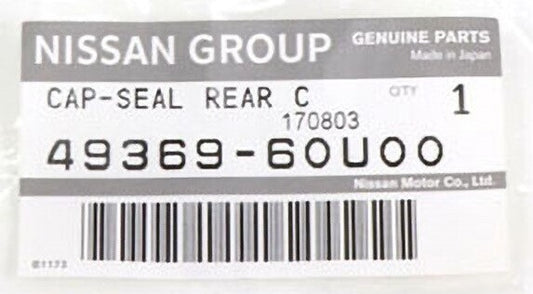 NISSAN GROUP GENUINE PARTS
Made in Japan
CAP-SEAL REAR C QTY 1
170803
49369-60U00
Nissan Motor Co., Ltd.